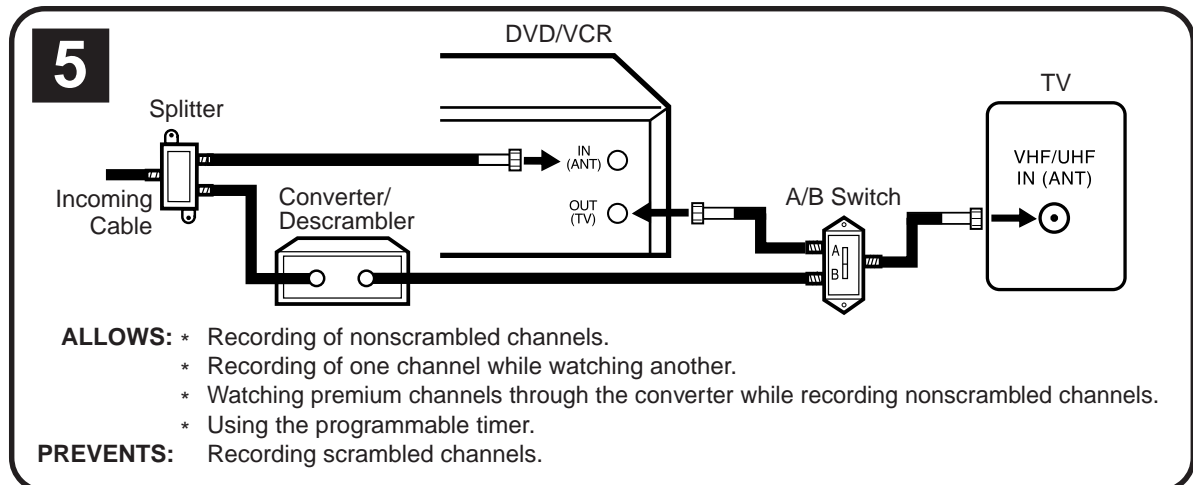 5
DVD/VCR
TV
Splitter
IN
(ANT)
VHF/UHF
IN (ANT)
Incoming
Cable
Converter/
Descrambler
OUT
(TV)
A/B Switch
A
B
ALLOWS: * Recording of nonscrambled channels.
* Recording of one channel while watching another.
* Watching premium channels through the converter while recording nonscrambled channels.
* Using the programmable timer.
PREVENTS: Recording scrambled channels.